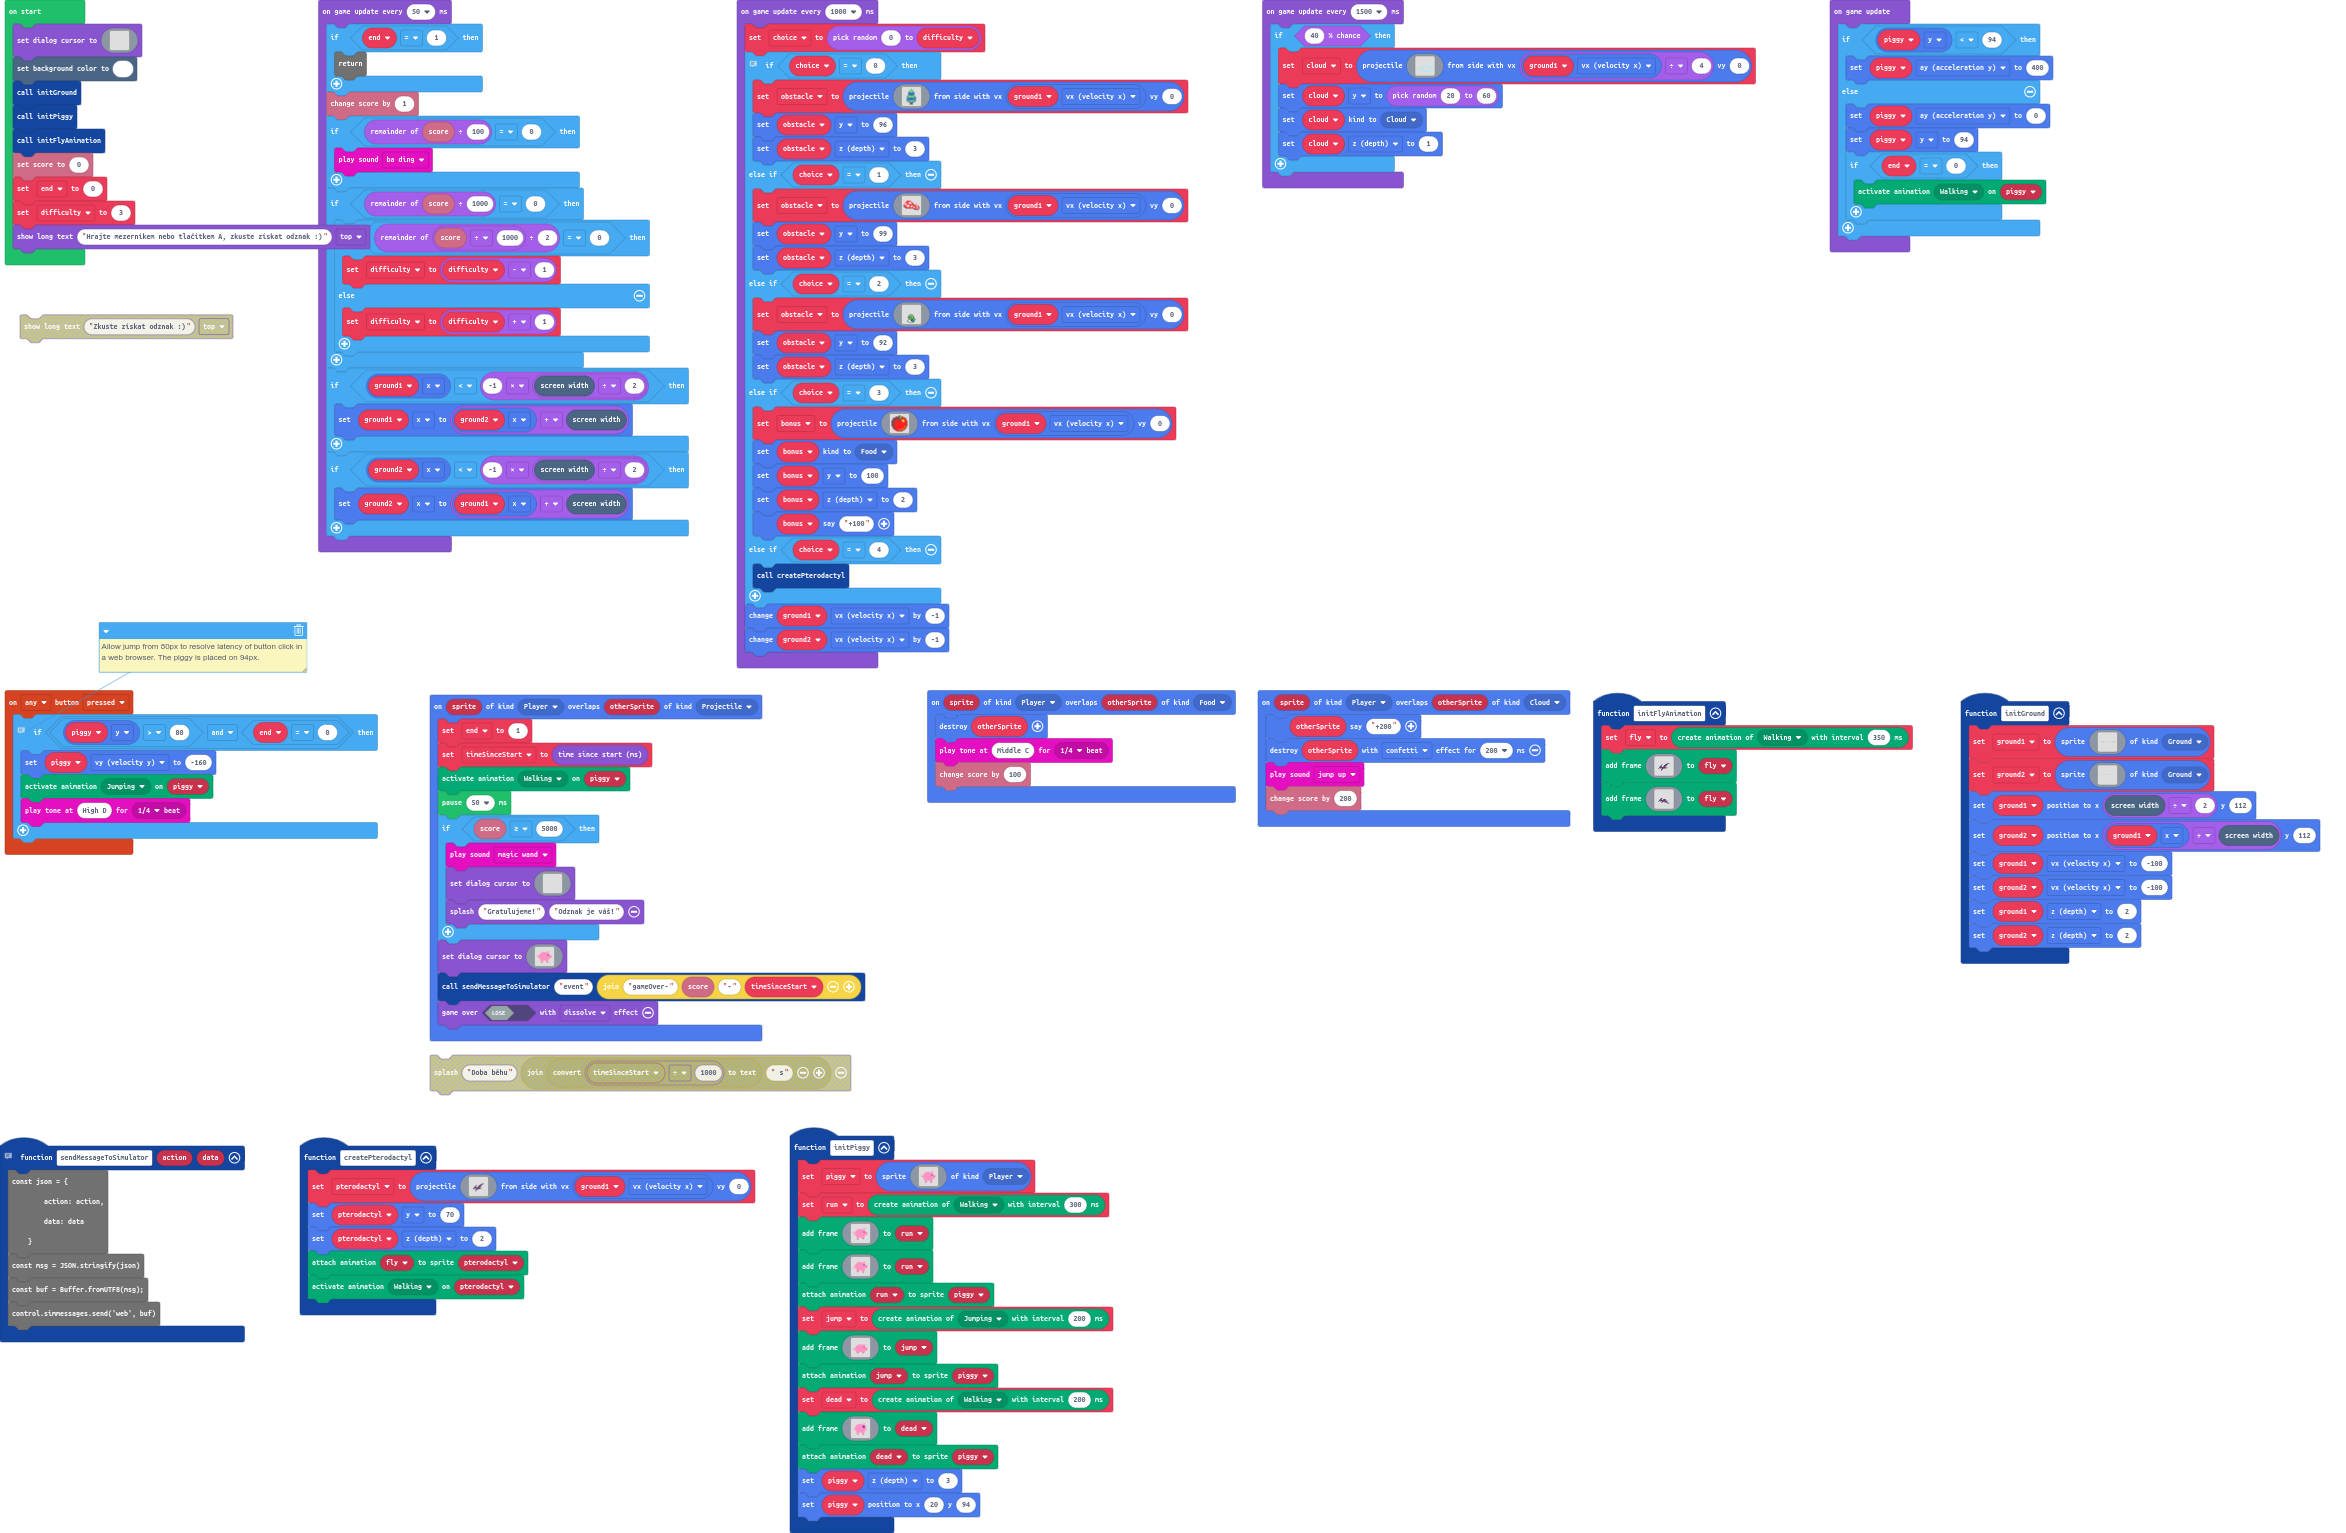 on start
set dialog cursor to
set background color to
call initGround
call initPiggy
call initFlyAnimation
set score to 0
set end to 0
set difficulty to 3
show long text "Hrajte mezerníkem nebo tlačítkem A, zkuste získat odznak :)" top
show long text "Zkuste získat odznak :)" top
on game update every 50 ms
if end = 1 then
return
change score by 1
if remainder of score ÷ 100 = 0 then
play sound ba ding
if remainder of score ÷ 1000 = 0 then
remainder of score ÷ 1000 ÷ 2 = 0 then
set difficulty to difficulty - 1
else
set difficulty to difficulty + 1
if ground1 x < -1 × screen width ÷ 2 then
set ground1 x to ground2 x + screen width
if ground2 x < -1 × screen width ÷ 2 then
set ground2 x to ground1 x + screen width
on game update every 1000 ms
set choice to pick random 0 to difficulty
if choice = 0 then
set obstacle to projectile from side with vx ground1 vx (velocity x) vy 0
set obstacle y to 96
set obstacle z (depth) to 3
else if choice = 1 then
set obstacle to projectile from side with vx ground1 vx (velocity x) vy 0
set obstacle y to 99
set obstacle z (depth) to 3
else if choice = 2 then
set obstacle to projectile from side with vx ground1 vx (velocity x) vy 0
set obstacle y to 92
set obstacle z (depth) to 3
else if choice = 3 then
set bonus to projectile from side with vx ground1 vx (velocity x) vy 0
set bonus kind to Food
set bonus y to 100
set bonus z (depth) to 2
bonus say "+100"
else if choice = 4 then
call createPterodactyl
change ground1 vx (velocity x) by -1
change ground2 vx (velocity x) by -1
on game update every 1500 ms
if 40 % chance then
set cloud to projectile from side with vx ground1 vx (velocity x) ÷ 4 vy 0
set cloud y to pick random 20 to 60
set cloud kind to Cloud
set cloud z (depth) to 1
on game update
if piggy y < 94 then
set piggy ay (acceleration y) to 400
else
set piggy ay (acceleration y) to 0
set piggy y to 94
if end = 0 then
activate animation Walking on piggy
Allow jump from 80px to resolve latency of button click in
a web browser. The piggy is placed on 94px.
on any button pressed
if piggy y > 80 and end = 0 then
set piggy vy (velocity y) to -160
activate animation Jumping on piggy
play tone at High D for 1/4 beat
on sprite of kind Player overlaps otherSprite of kind Projectile
set end to 1
set timeSinceStart to time since start (ms)
activate animation Walking on piggy
pause 50 ms
if score ≥ 5000 then
play sound magic wand
set dialog cursor to
splash "Gratulujeme!" "Odznak je váš!"
set dialog cursor to
call sendMessageToSimulator "event" join "gameOver-" score "-" timeSinceStart
game over LOSE with dissolve effect
splash "Doba běhu" join convert timeSinceStart ÷ 1000 to text " s"
on sprite of kind Player overlaps otherSprite of kind Food
destroy otherSprite
play tone at Middle C for 1/4 beat
change score by 100
on sprite of kind Player overlaps otherSprite of kind Cloud
otherSprite say "+200"
destroy otherSprite with confetti effect for 200 ms
play sound jump up
change score by 200
function initFlyAnimation
set fly to create animation of Walking with interval 350 ms
add frame to fly
add frame to fly
function initGround
set ground1 to sprite of kind Ground
set ground2 to sprite of kind Ground
set ground1 position to x screen width ÷ 2 y 112
set ground2 position to x ground1 x + screen width y 112
set ground1 vx (velocity x) to -100
set ground2 vx (velocity x) to -100
set ground1 z (depth) to 2
set ground2 z (depth) to 2
function sendMessageToSimulator action data
const json = {
action: action,
data: data
}
const msg = JSON.stringify(json)
const buf = Buffer.fromUTF8(msg);
control.simmessages.send('web', buf)
function createPterodactyl
set pterodactyl to projectile from side with vx ground1 vx (velocity x) vy 0
set pterodactyl y to 70
set pterodactyl z (depth) to 2
attach animation fly to sprite pterodactyl
activate animation Walking on pterodactyl
function initPiggy
set piggy to sprite of kind Player
set run to create animation of Walking with interval 300 ms
add frame to run
add frame to run
attach animation run to sprite piggy
set jump to create animation of Jumping with interval 200 ms
add frame to jump
attach animation jump to sprite piggy
set dead to create animation of Walking with interval 200 ms
add frame to dead
attach animation dead to sprite piggy
set piggy z (depth) to 3
set piggy position to x 20 y 94